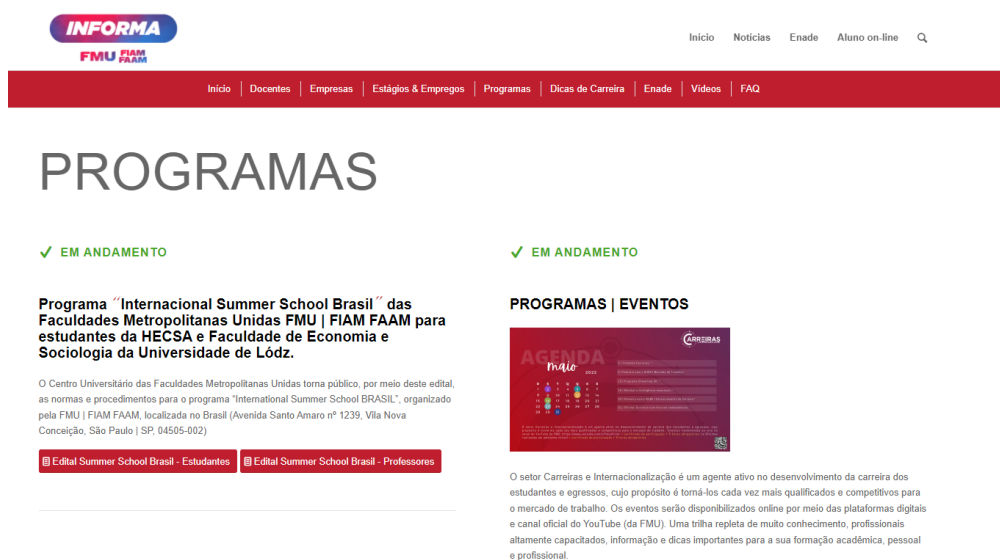 INFORMA
FMU FIAM FAAM
Início Notícias Enade Aluno on-line
Início Docentes Empresas Estágios & Empregos Programas Dicas de Carreira Enade Vídeos FAQ
PROGRAMAS
EM ANDAMENTO
Programa “Internacional Summer School Brasil” das
Faculdades Metropolitanas Unidas FMU | FIAM FAAM para
estudantes da HECSA e Faculdade de Economia e
Sociologia da Universidade de Lódz.
O Centro Universitário das Faculdades Metropolitanas Unidas torna público, por meio deste edital,
as normas e procedimentos para o programa “International Summer School BRASIL”, organizado
pela FMU | FIAM FAAM, localizada no Brasil (Avenida Santo Amaro nº 1239, Vila Nova
Conceição, São Paulo | SP, 04505-002)
Edital Summer School Brasil - Estudantes
Edital Summer School Brasil - Professores
EM ANDAMENTO
PROGRAMAS | EVENTOS
CARREIRAS
AGENDA
maio
O setor Carreiras e Internacionalização é um agente ativo no desenvolvimento da carreira dos
estudantes e egressos, cujo propósito é torná-los cada vez mais qualificados e competitivos para
o mercado de trabalho. Os eventos serão disponibilizados online por meio das plataformas digitais
e canal oficial do YouTube (da FMU). Uma trilha repleta de muito conhecimento, profissionais
altamente capacitados, informação e dicas importantes para a sua formação acadêmica, pessoal
e profissional.